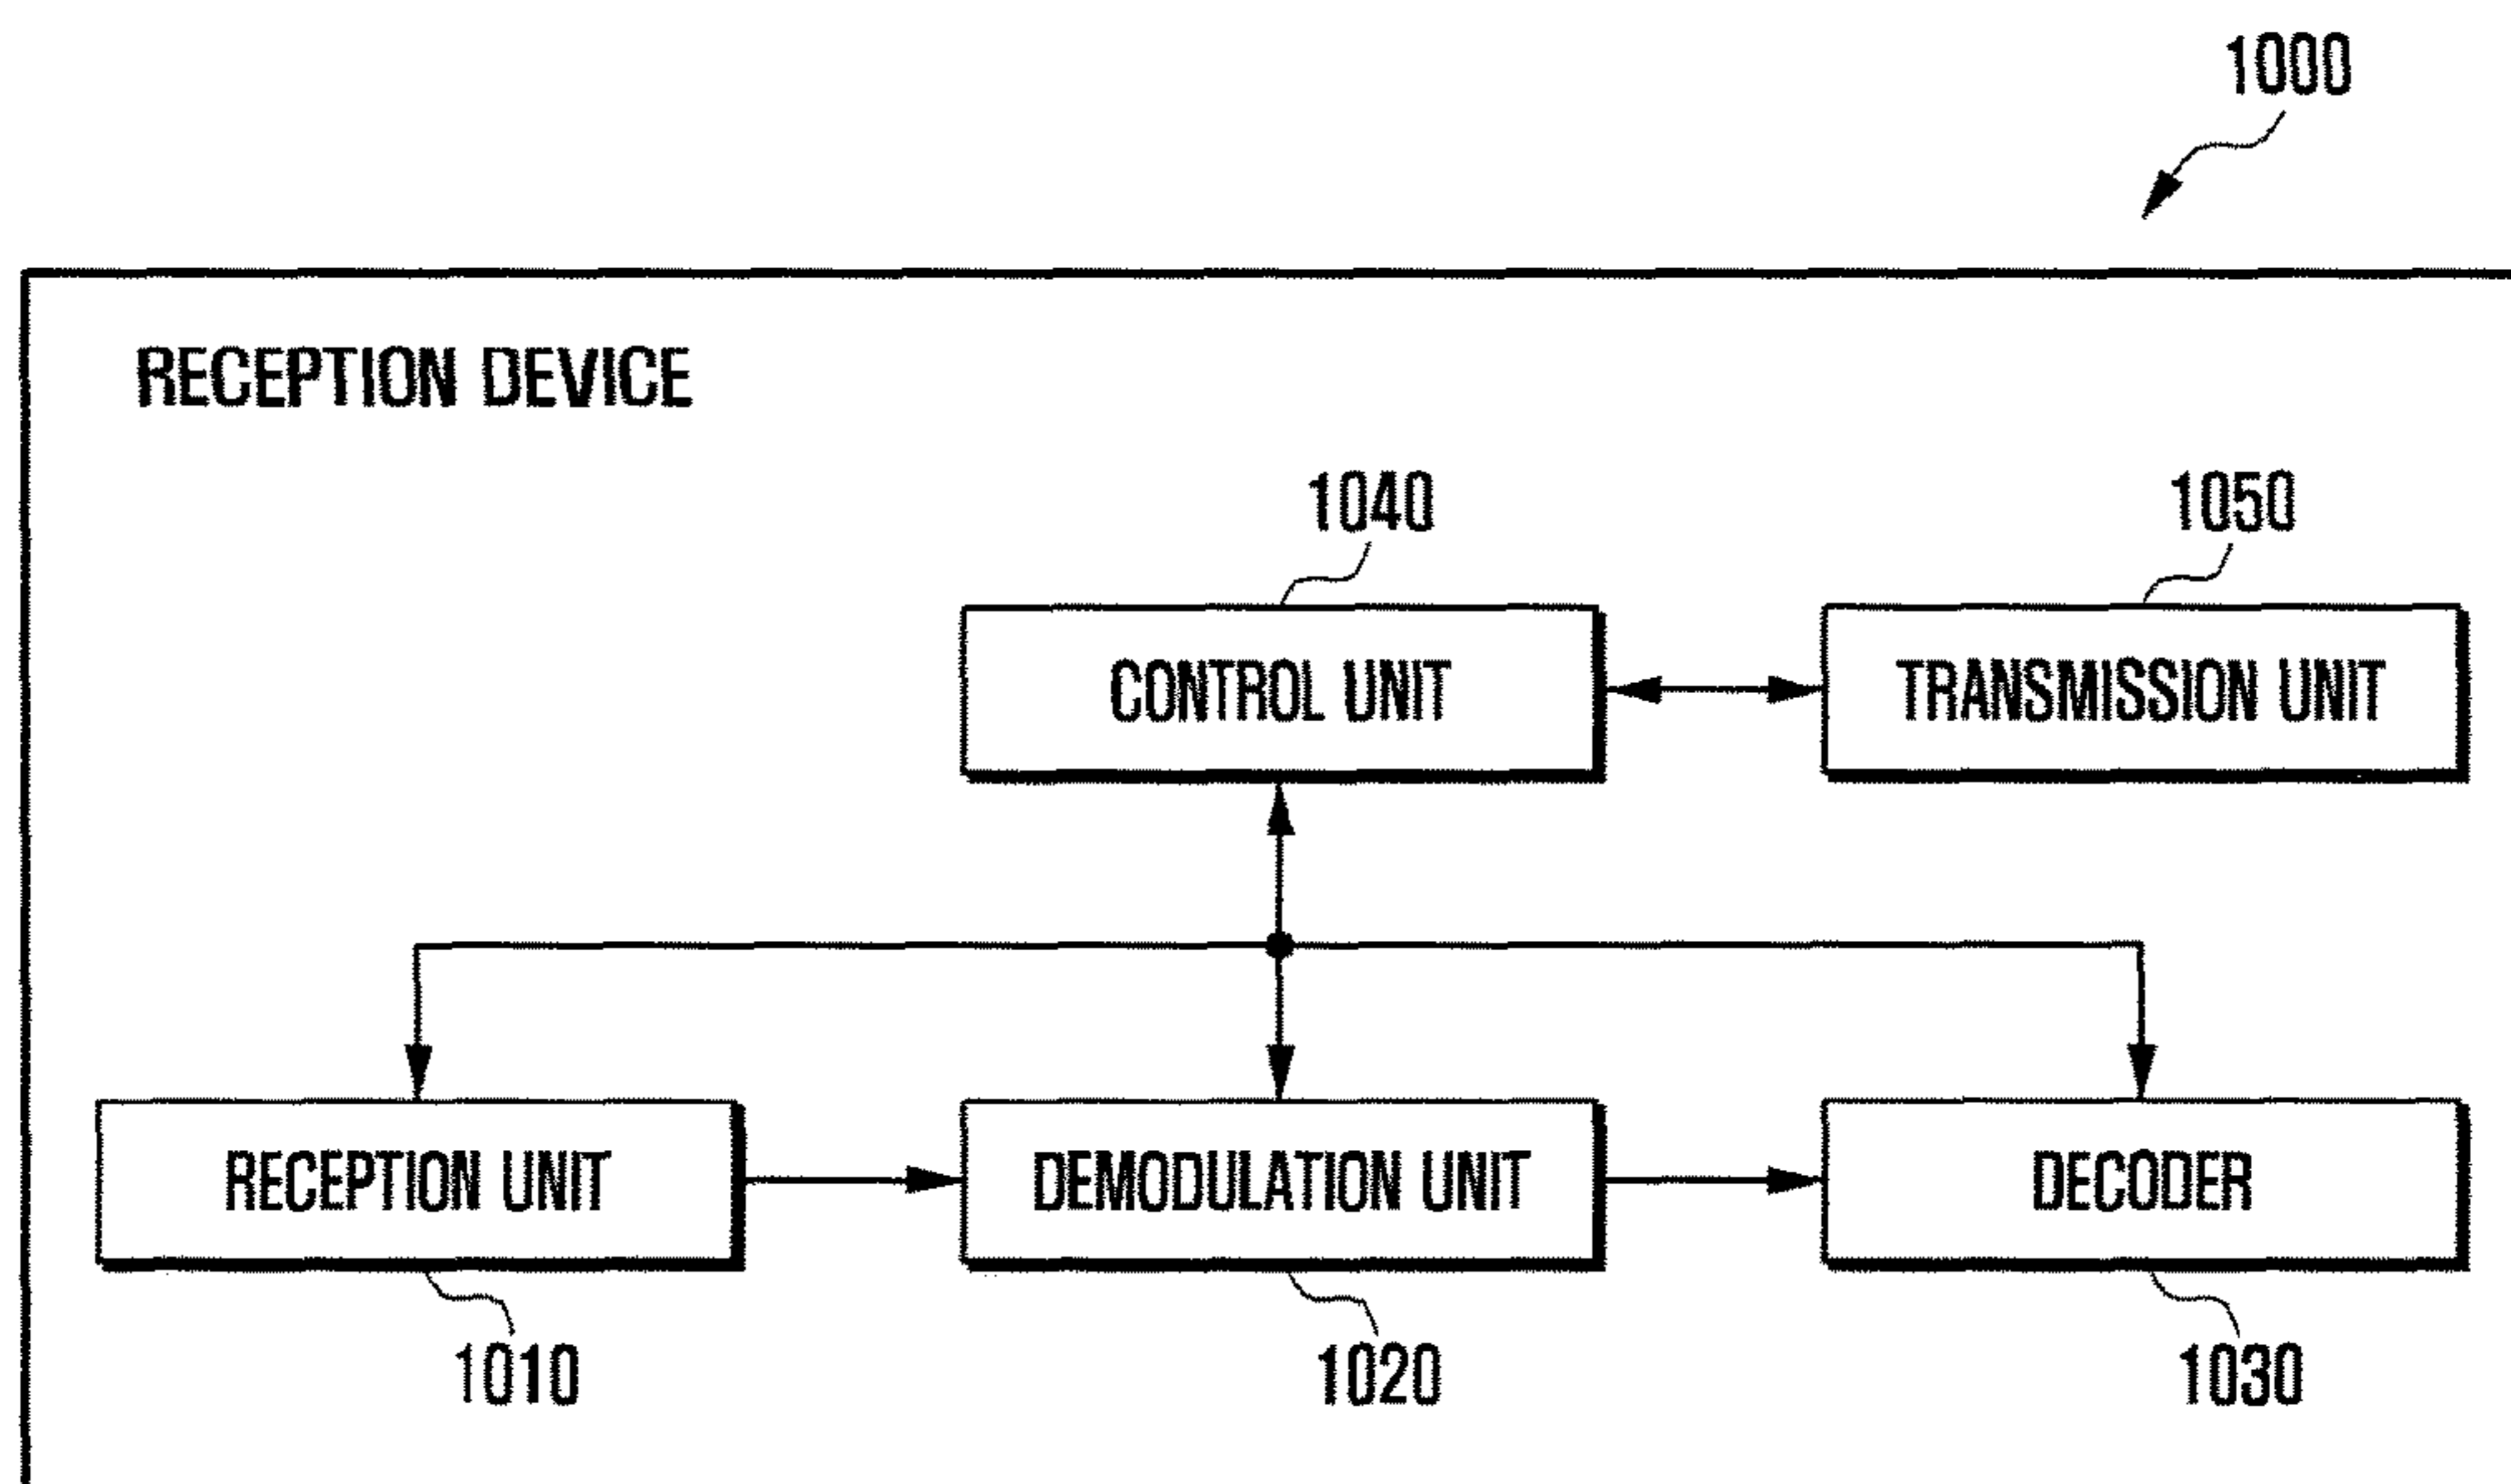 1000
RECEPTION DEVICE
1040
1050
CONTROL UNIT
TRANSMISSION UNIT
RECEPTION UNIT
DEMODULATION UNIT
DECODER
1010
1020
1030